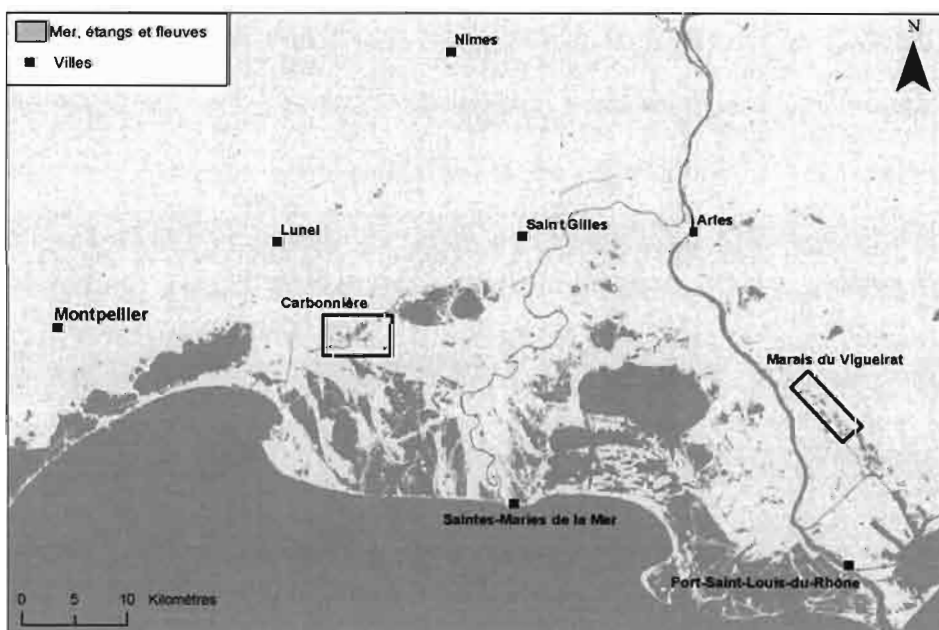 Mer, étangs et fleuves
Villes
Nîmes
N
Saint Gilles
Arles
Lunel
Carbonnière
Montpellier
Marais du Vigueirat
Saintes-Maries de la Mer
Port-Saint-Louis-du-Rhône
0 5 10 Kilomètres